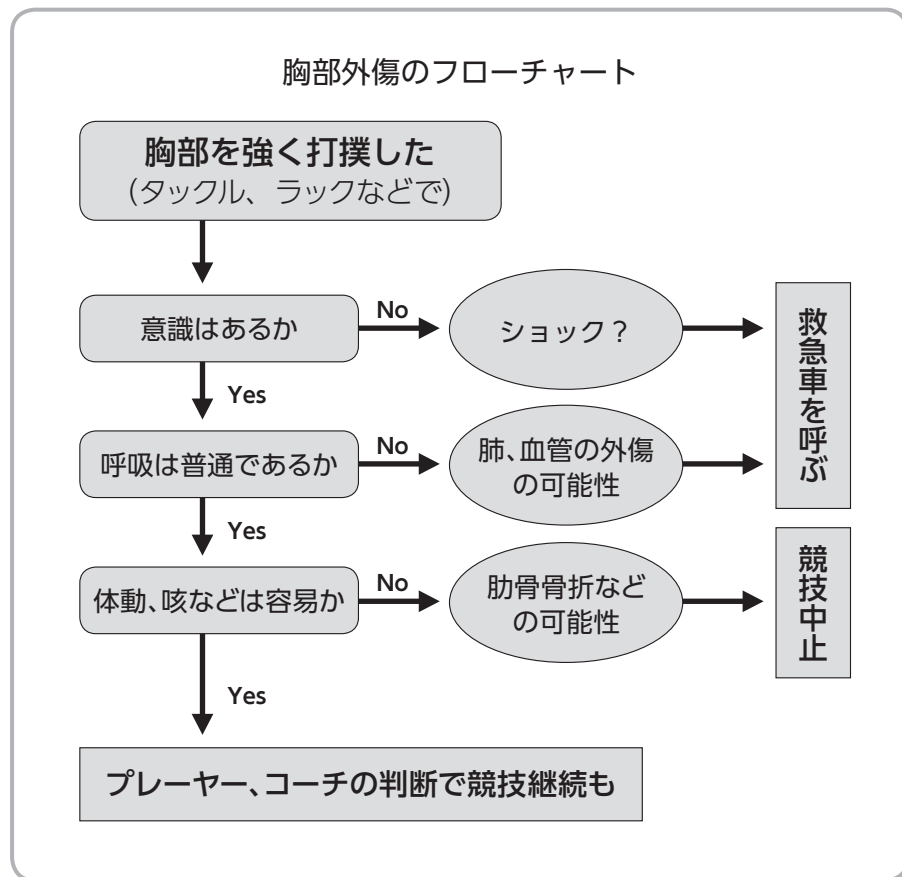 胸部外傷のフローチャート
胸部を強く打撲した
(タックル、ラックなどで)
意識はあるか
No
ショック？
救急車を呼ぶ
Yes
呼吸は普通であるか
No
肺、血管の外傷
の可能性
Yes
体動、咳などは容易か
No
肋骨骨折など
の可能性
競技中止
Yes
プレーヤー、コーチの判断で競技継続も